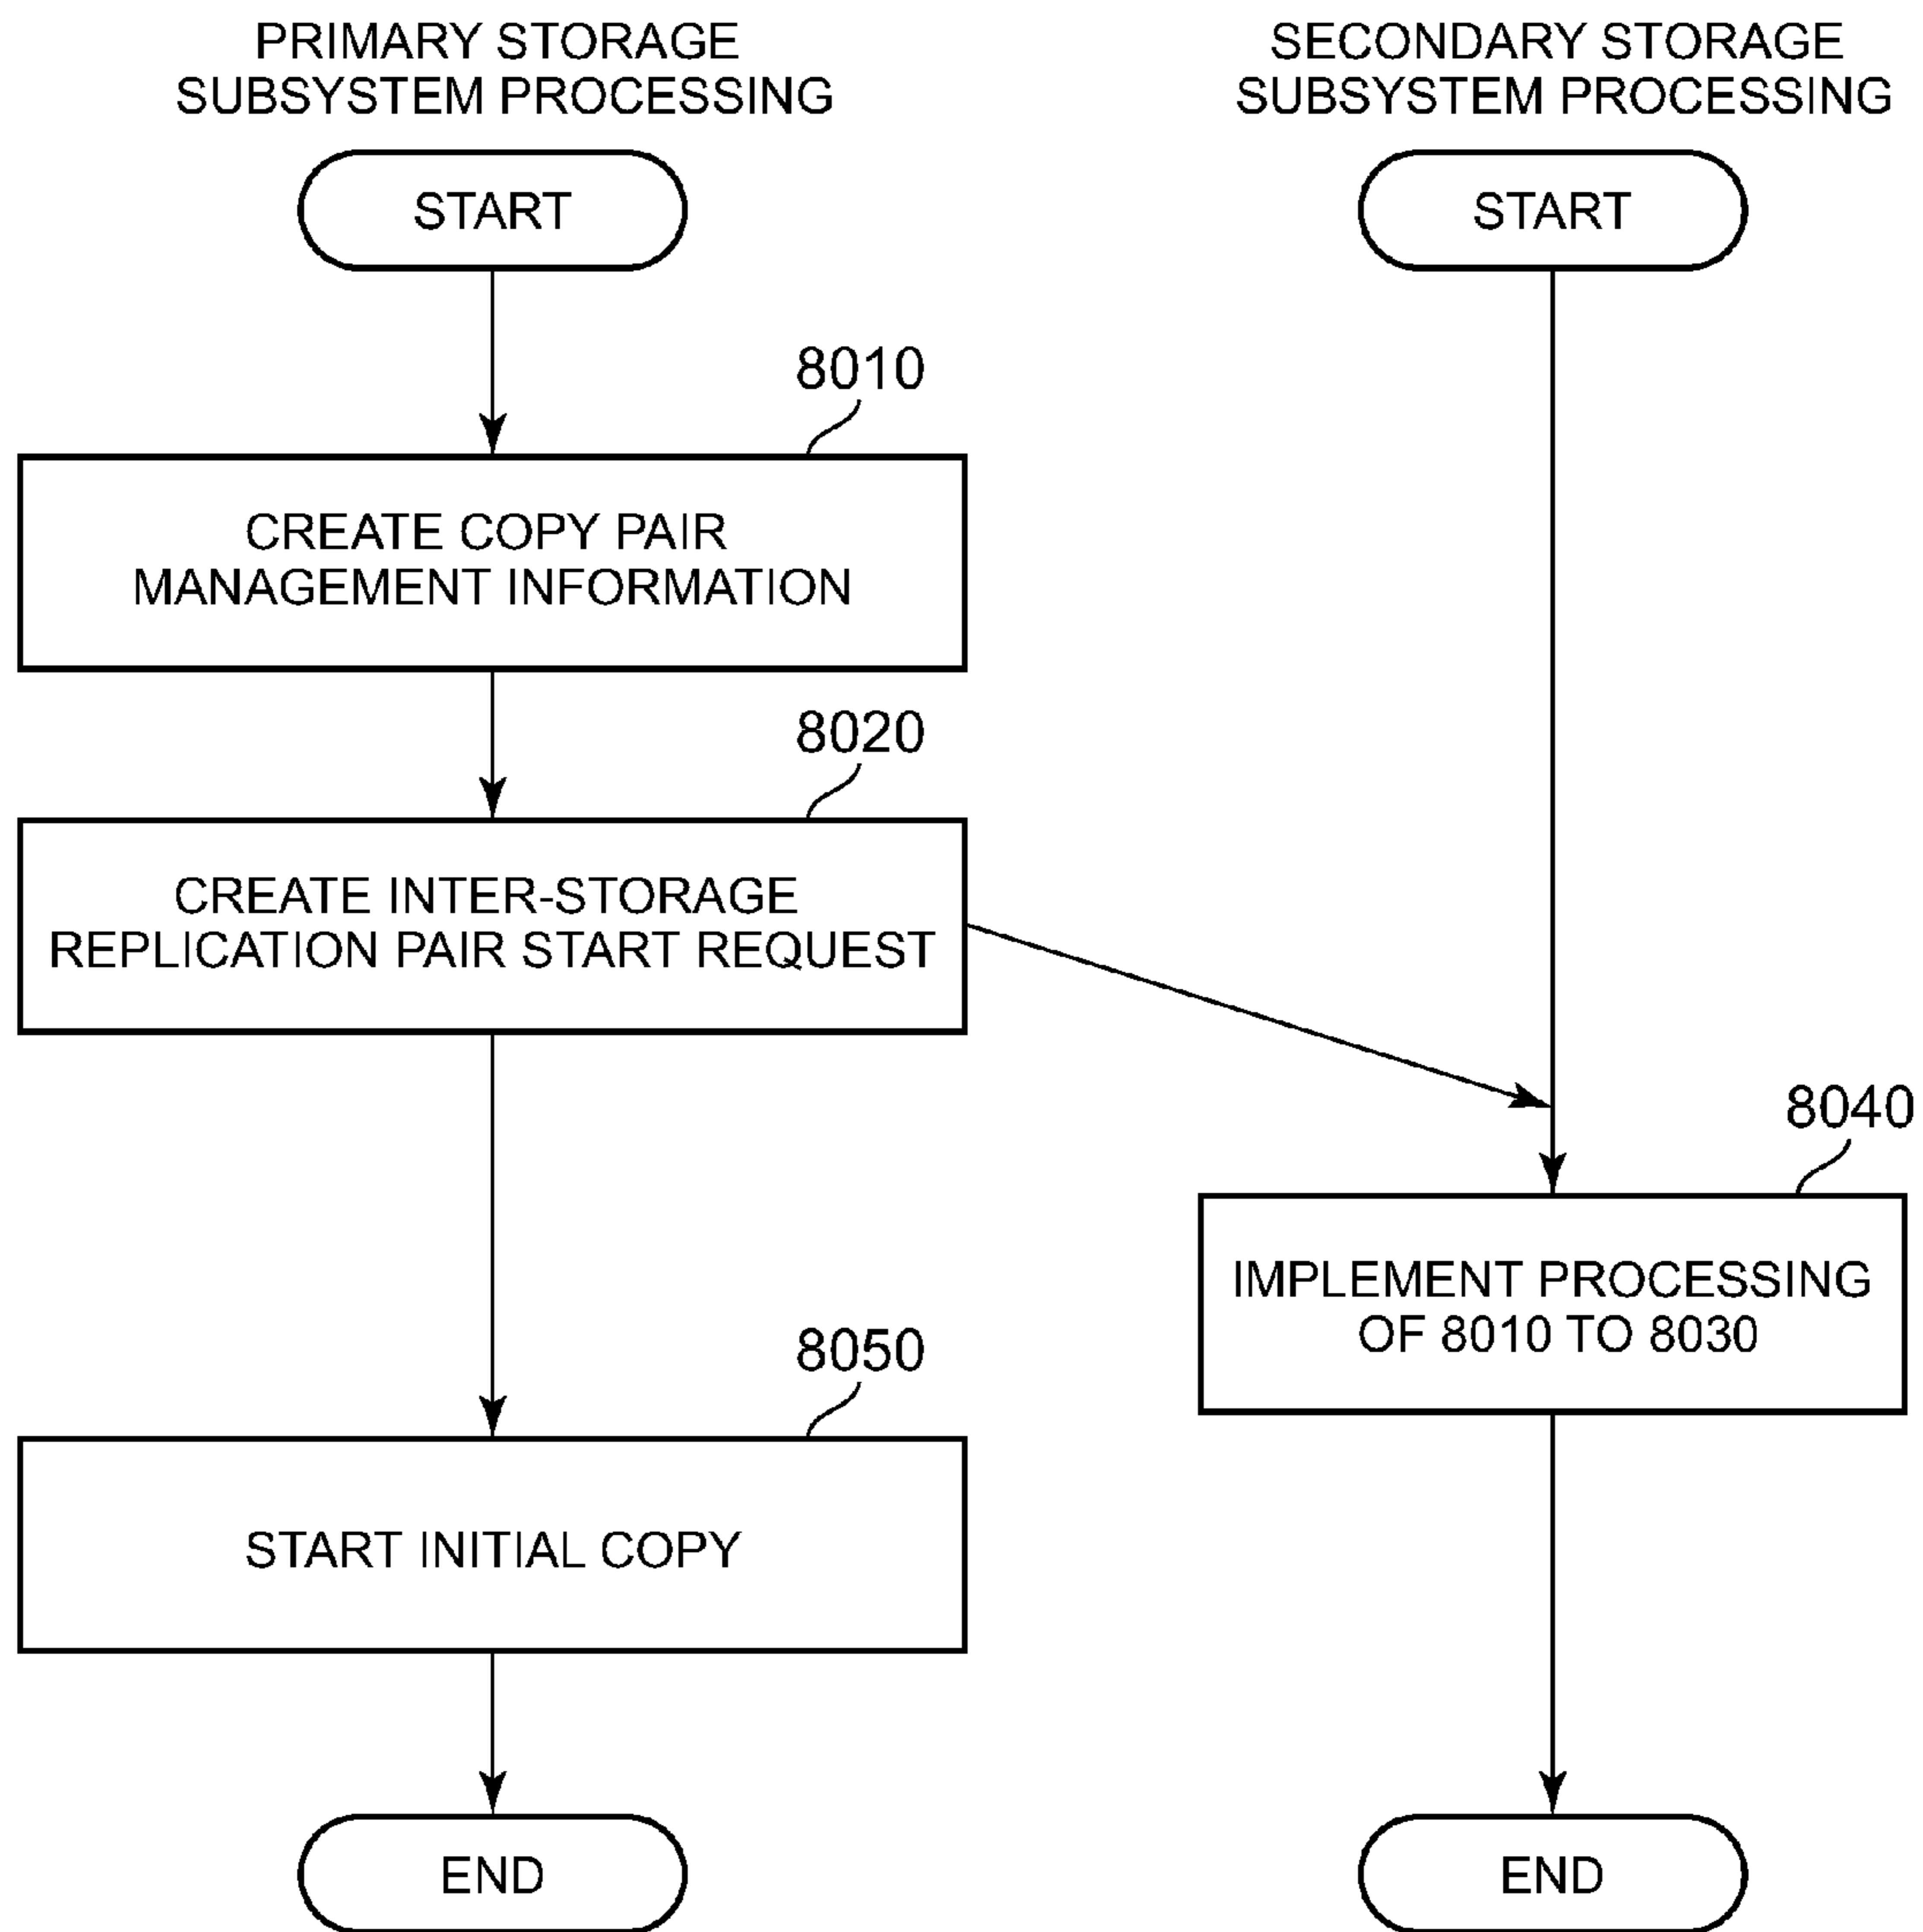 PRIMARY STORAGE
SUBSYSTEM PROCESSING
START
8010
CREATE COPY PAIR
MANAGEMENT INFORMATION
8020
CREATE INTER-STORAGE
REPLICATION PAIR START REQUEST
8050
START INITIAL COPY
END
SECONDARY STORAGE
SUBSYSTEM PROCESSING
START
8040
IMPLEMENT PROCESSING
OF 8010 TO 8030
END